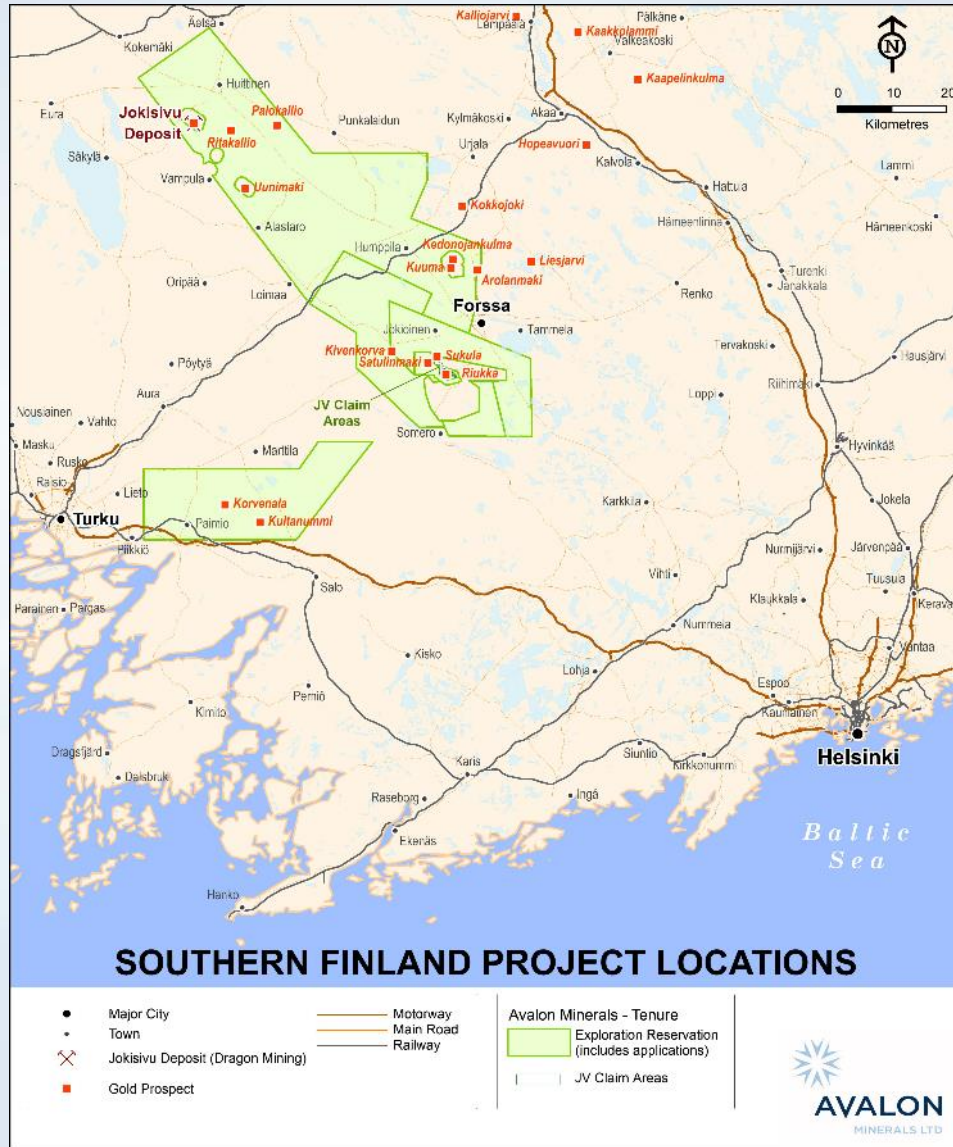 Äetsä
Kokemäki
Kalliojarvi
Lempäälä
Kaakkolammi
Pälkäne
Valkeakoski
N
Kaapelinkulma
Huittinen
0 10 20
Kilometres
Eura
Jokisivu
Deposit
Palokallio
Ritakallio
Punkalaidun
Kylmäkoski
Akaa
Urjala
Hopeavuori
Kalvola
Säkylä
Vampula
Uunimaki
Lammi
Hattula
Kokkojoki
Hämeenlinna
Hämeenkoski
Alastaro
Humppila
Kedonojankulma
Kuuma
Liesjarvi
Arolanmaki
Turenki
Janakkala
Oripää
Loimaa
Renko
Forssa
Jokioinen
Tammela
Kivenkorva
Sukula
Satulinmaki
Riukka
Tervakoski
Hausjärvi
Pöytyä
Riihimäki
Loppi
Aura
JV Claim
Areas
Nousiainen
Vahto
Masku
Rusko
Somero
Marttila
Hyvinkää
Raisio
Lieto
Korvenala
Karkkila
Jokela
Turku
Paimio
Kultanummi
Piikkiö
Nurmijärvi
Järvenpää
Salo
Vihti
Tuusula
Klaukkala
Kerava
Parainen
Pargas
Nummela
Vantaa
Kisko
Lohja
Perniö
Espoo
Kauniainen
Kimito
Helsinki
Dragsfjärd
Dalsbruk
Karis
Siuntio
Kirkkonummi
Raseborg
Ingå
Ekenäs
Baltic
Sea
Hanko
SOUTHERN FINLAND PROJECT LOCATIONS
Major City
Town
Jokisivu Deposit (Dragon Mining)
Gold Prospect
Motorway
Main Road
Railway
Avalon Minerals - Tenure
Exploration Reservation
(includes applications)
JV Claim Areas
AVALON
MINERALS LTD